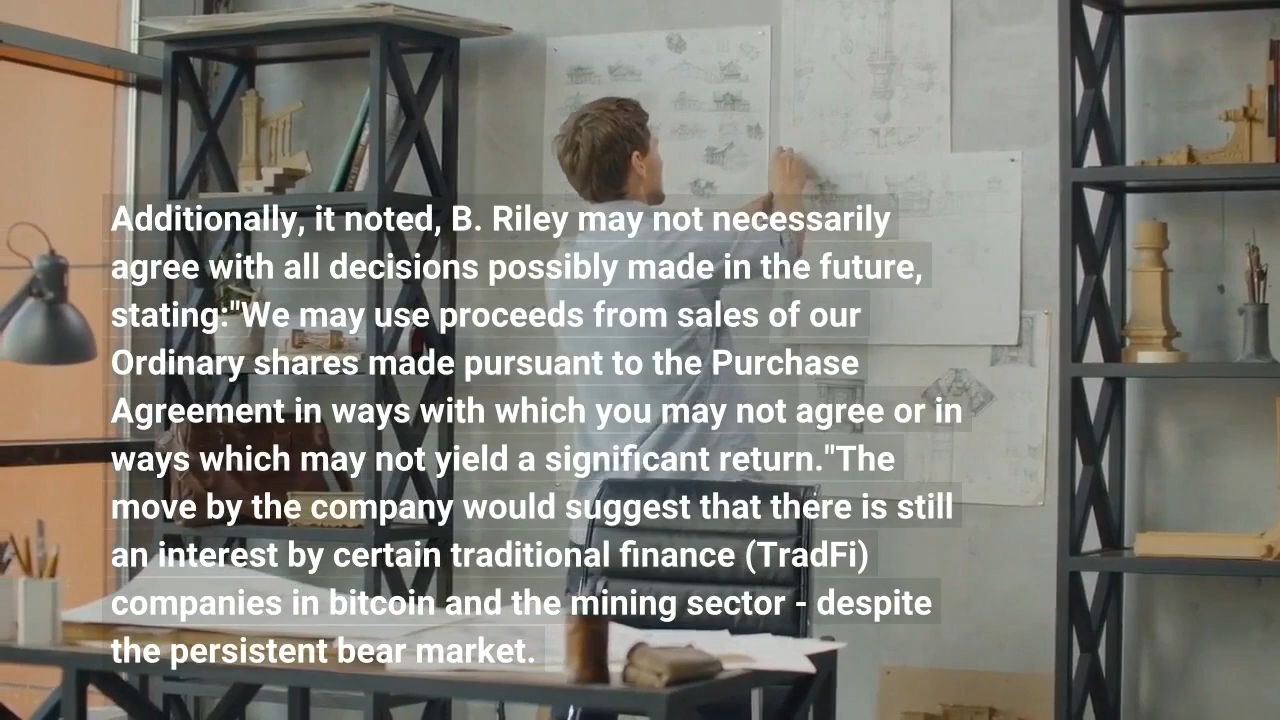 Additionally, it noted, B. Riley may not necessarily
agree with all decisions possibly made in the future,
stating:"We may use proceeds from sales of our
Ordinary shares made pursuant to the Purchase
Agreement in ways with which you may not agree or in
ways which may not yield a significant return."The
move by the company would suggest that there is still
an interest by certain traditional finance (TradFi)
companies in bitcoin and the mining sector - despite
the persistent bear market.